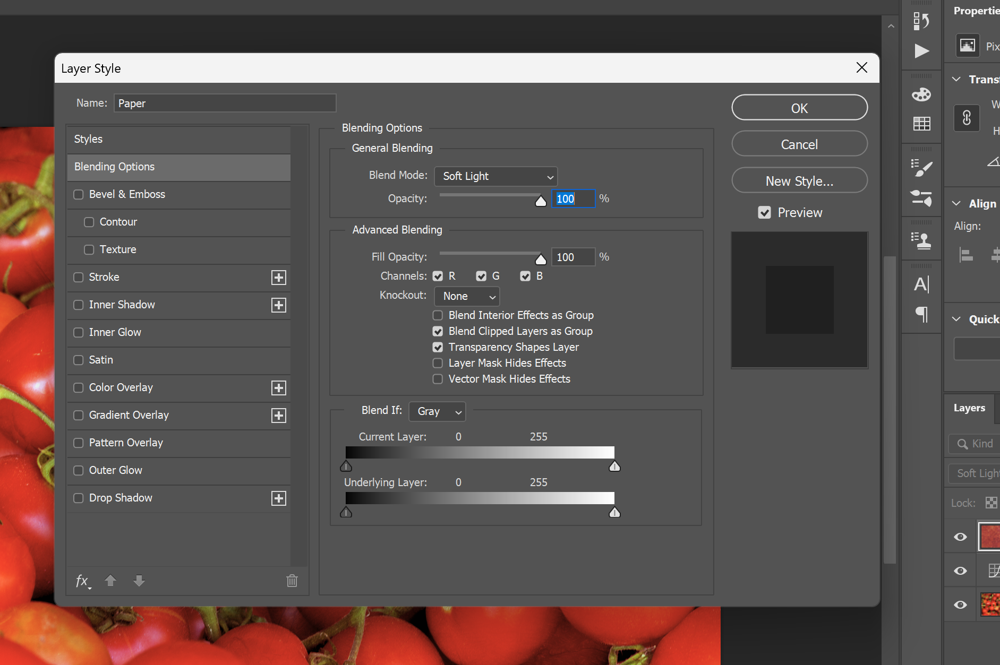 Layer Style
Name: Paper
Styles
Blending Options
Bevel & Emboss
Contour
Texture
Stroke
Inner Shadow
Inner Glow
Satin
Color Overlay
Gradient Overlay
Pattern Overlay
Outer Glow
Drop Shadow
fx
Blending Options
General Blending
Blend Mode: Soft Light
Opacity: 100 %
Advanced Blending
Fill Opacity: 100 %
Channels: R G B
Knockout: None
Blend Interior Effects as Group
Blend Clipped Layers as Group
Transparency Shapes Layer
Layer Mask Hides Effects
Vector Mask Hides Effects
Blend If: Gray
Current Layer: 0 255
Underlying Layer: 0 255
OK
Cancel
New Style...
Preview
A
¶
Propertie
Pix
Transf
W
H
Align
Align:
Quick
Layers
Kind
Soft Light
Lock: